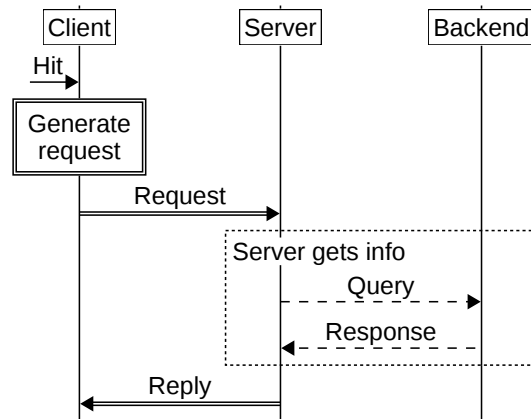 Client
Server
Backend
Hit
Generate
request
Request
Server gets info
Query
Response
Reply